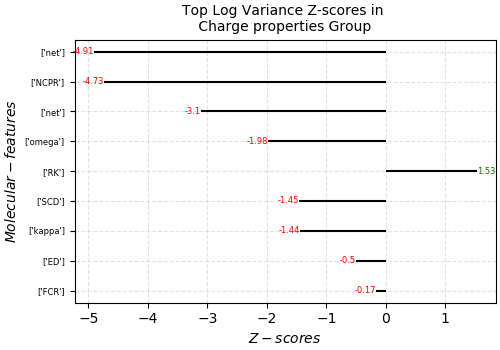 Top Log Variance Z-scores in
Charge properties Group
['net'] -4.91
['NCPR'] -4.73
['net'] -3.1
['omega'] -1.98
['RK'] 1.53
['SCD'] -1.45
['kappa'] -1.44
['ED'] -0.5
['FCR'] -0.17
Molecular − features
−5 −4 −3 −2 −1 0 1
Z − scores